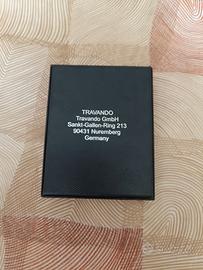 TRAVANDO
Travando GmbH
Sankt-Gallen-Ring 213
90431 Nuremberg
Germany